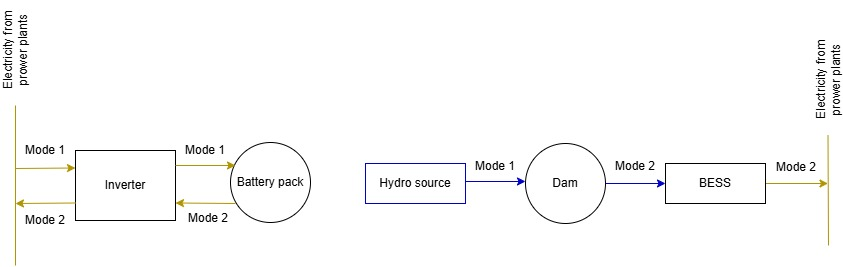 Electricity from
prower plants
Mode 1
Mode 1
Inverter
Battery pack
Mode 2
Mode 2
Hydro source
Mode 1
Dam
Mode 2
BESS
Mode 2
Electricity from
prower plants